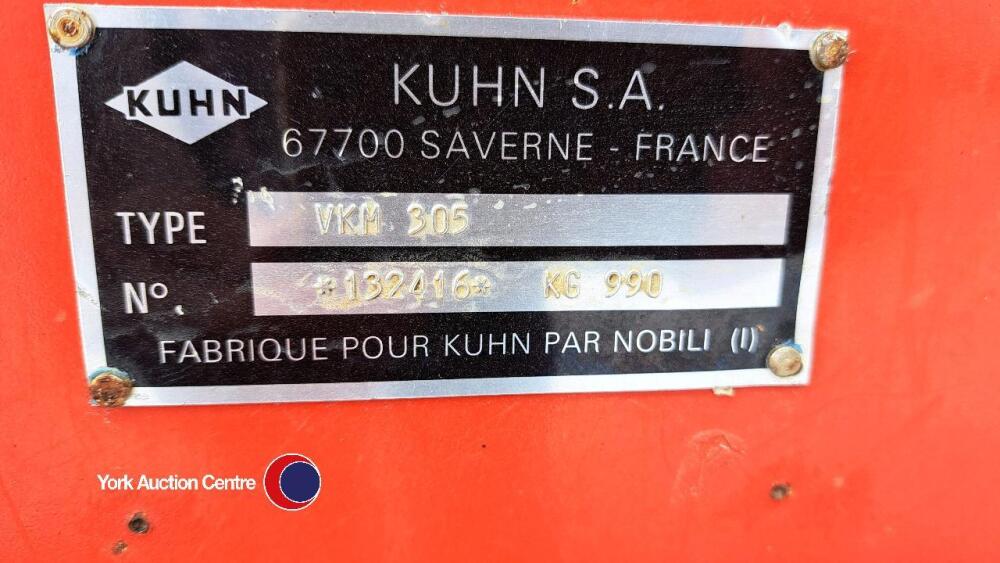 KUHN
KUHN S.A.
67700 SAVERNE - FRANCE
TYPE VKM 305
Nº. *132416* KG 990
FABRIQUE POUR KUHN PAR NOBILI (I)
York Auction Centre